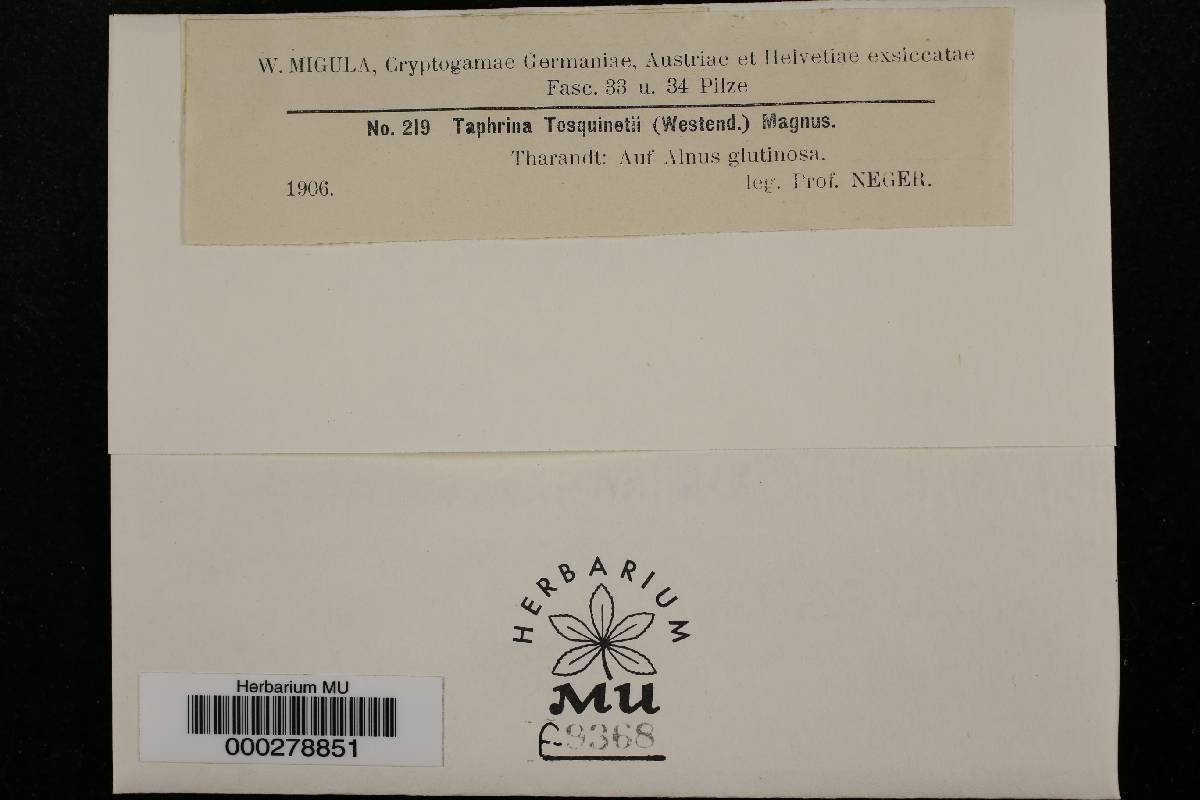 W. MIGULA, Cryptogamae Germaniae, Austriae et Helvetiae exsiccatae
Fasc. 33 u. 34 Pilze
No. 219 Taphrina Tosquinetii (Westend.) Magnus.
Tharandt: Auf Alnus glutinosa.
1906. leg. Prof. NEGER.
HERBARIUM
MU
F-9368
Herbarium MU
000278851